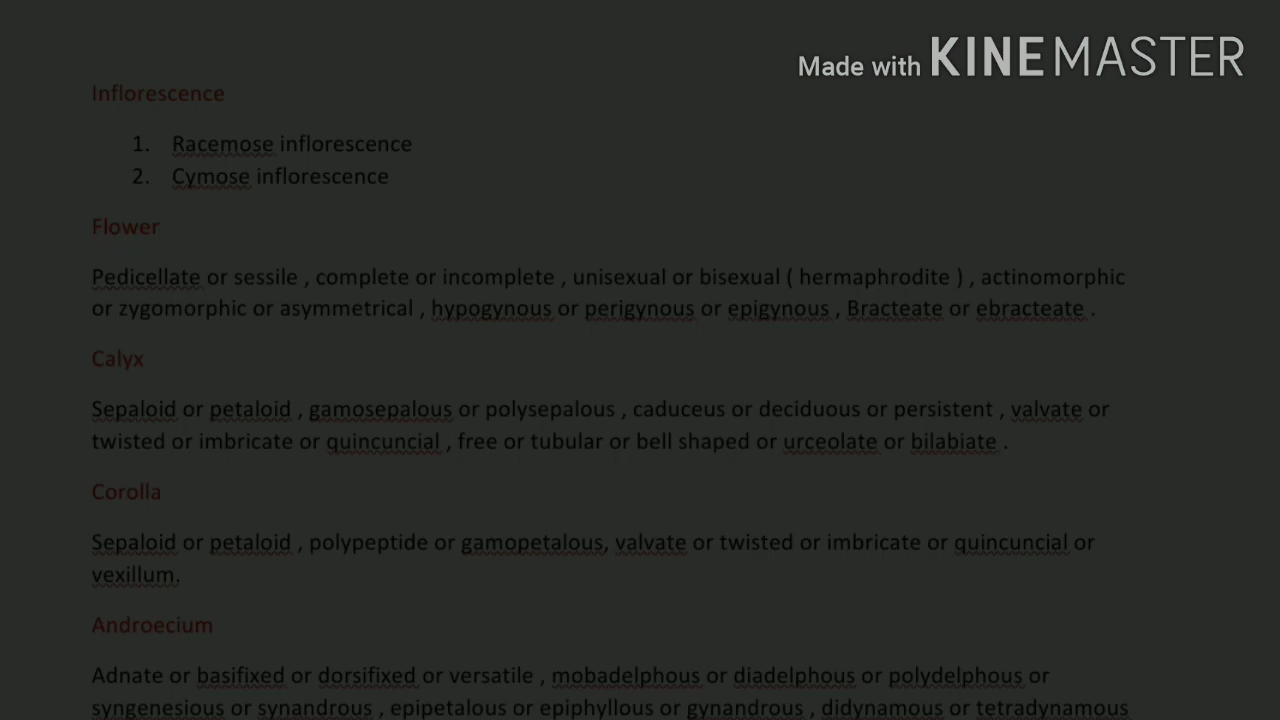 Made with KINEMASTER
Inflorescence
1. Racemose inflorescence
2. Cymose inflorescence
Flower
Pedicellate or sessile , complete or incomplete , unisexual or bisexual ( hermaphrodite ) , actinomorphic
or zygomorphic or asymmetrical , hypogynous or perigynous or epigynous , Bracteate or ebracteate .
Calyx
Sepaloid or petaloid , gamosepalous or polysepalous , caduceus or deciduous or persistent , valvate or
twisted or imbricate or quincuncial , free or tubular or bell shaped or urceolate or bilabiate .
Corolla
Sepaloid or petaloid , polypeptide or gamopetalous, valvate or twisted or imbricate or quincuncial or
vexillum.
Androecium
Adnate or basifixed or dorsifixed or versatile , mobadelphous or diadelphous or polydelphous or
syngenesious or synandrous , epipetalous or epiphyllous or gynandrous , didynamous or tetradynamous